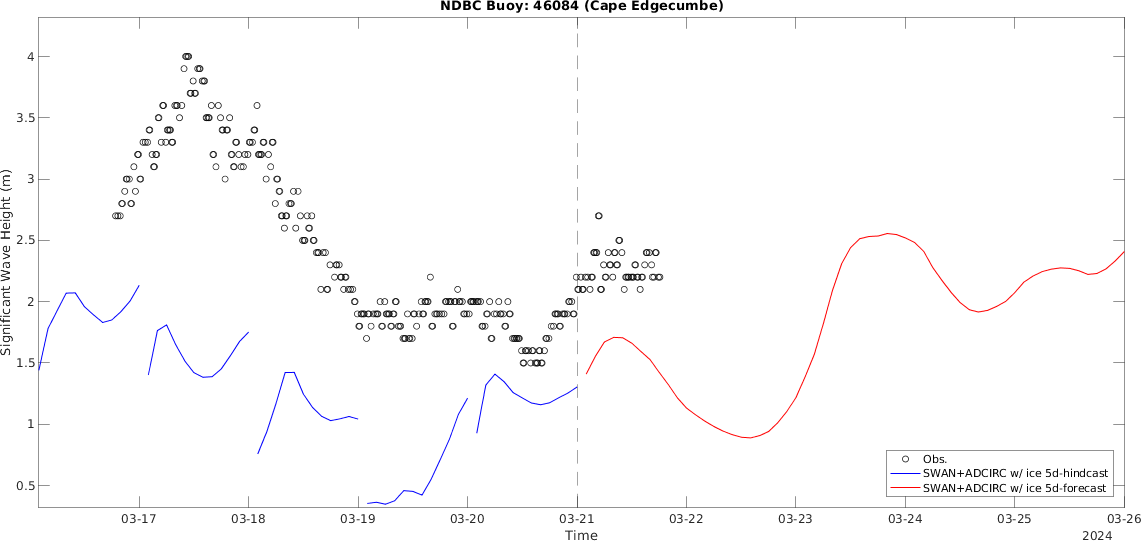 NDBC Buoy: 46084 (Cape Edgecumbe)
Significant Wave Height (m)
4
3.5
3
2.5
2
1.5
1
0.5
Obs.
SWAN+ADCIRC w/ ice 5d-hindcast
SWAN+ADCIRC w/ ice 5d-forecast
03-17 03-18 03-19 03-20 03-21 03-22 03-23 03-24 03-25 03-26
Time
2024